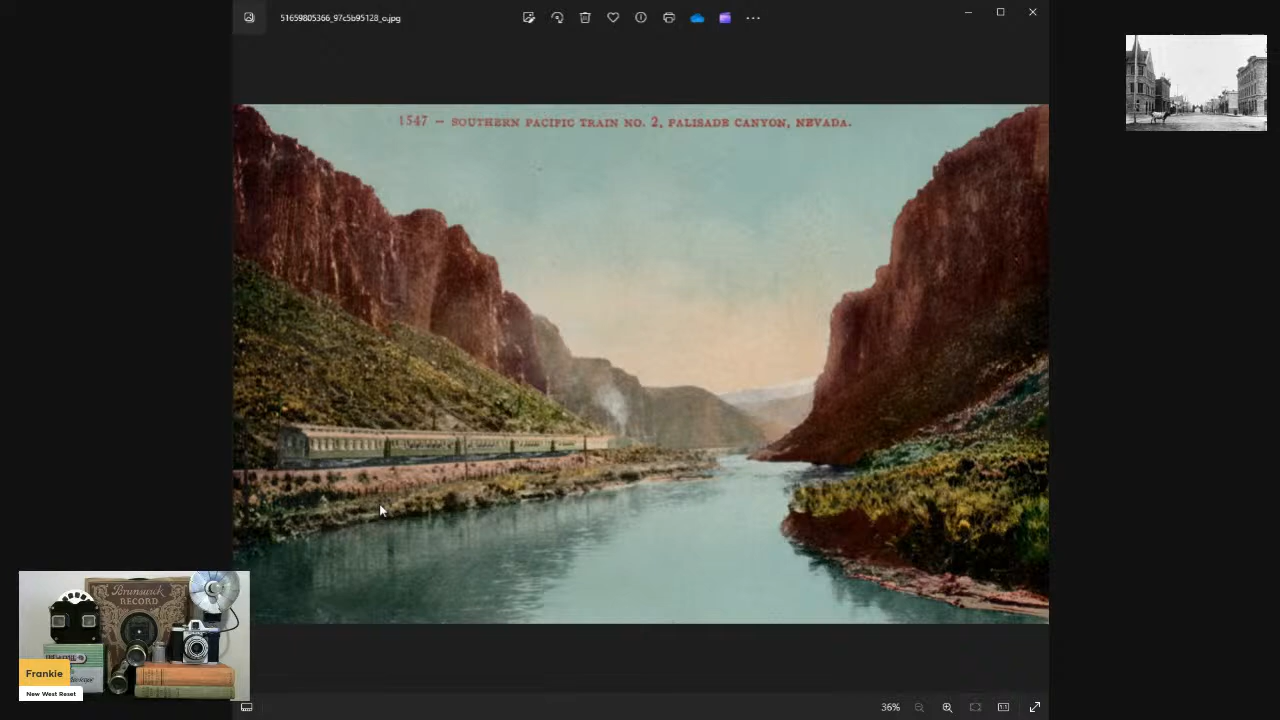 51659805366_97c5b95128_o.jpg
1547 — SOUTHERN PACIFIC TRAIN NO. 2, PALISADE CANYON, NEVADA.
Brunswick
RECORD
Frankie
New West Reset
36%